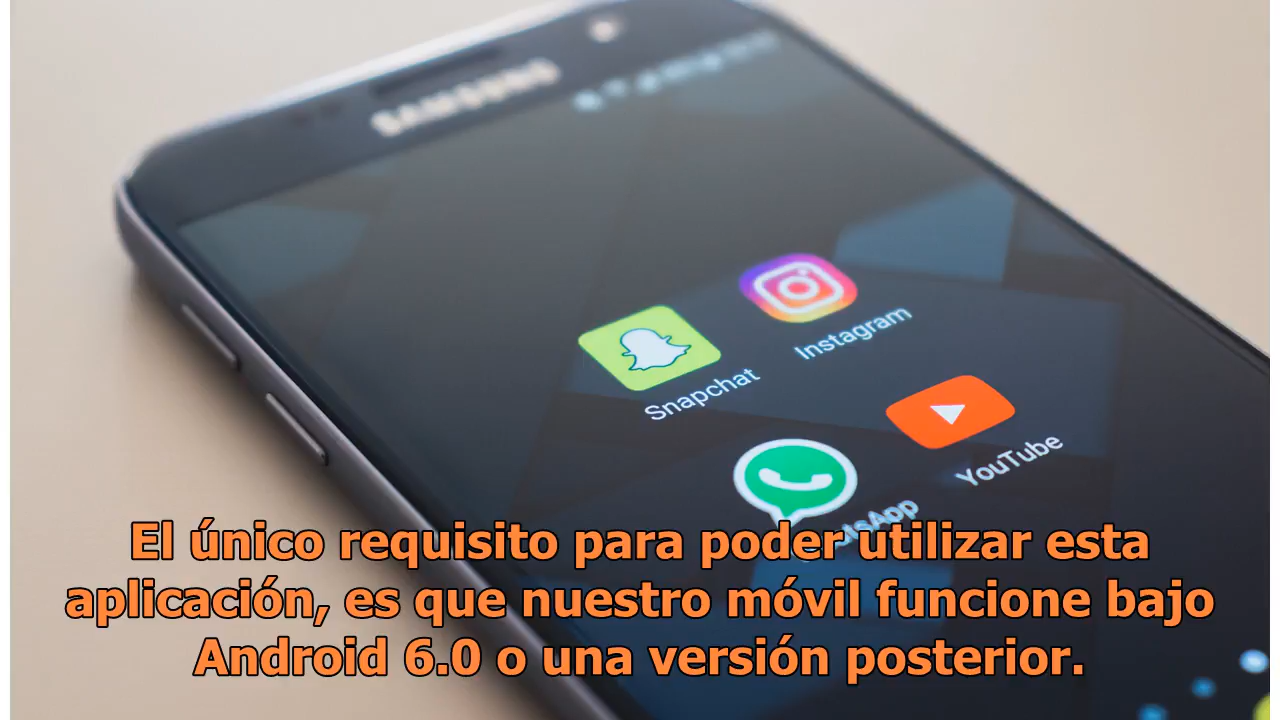 SAMSUNG
Instagram
Snapchat
YouTube
El único requisito para poder utilizar esta
aplicación, es que nuestro móvil funcione bajo
Android 6.0 o una versión posterior.